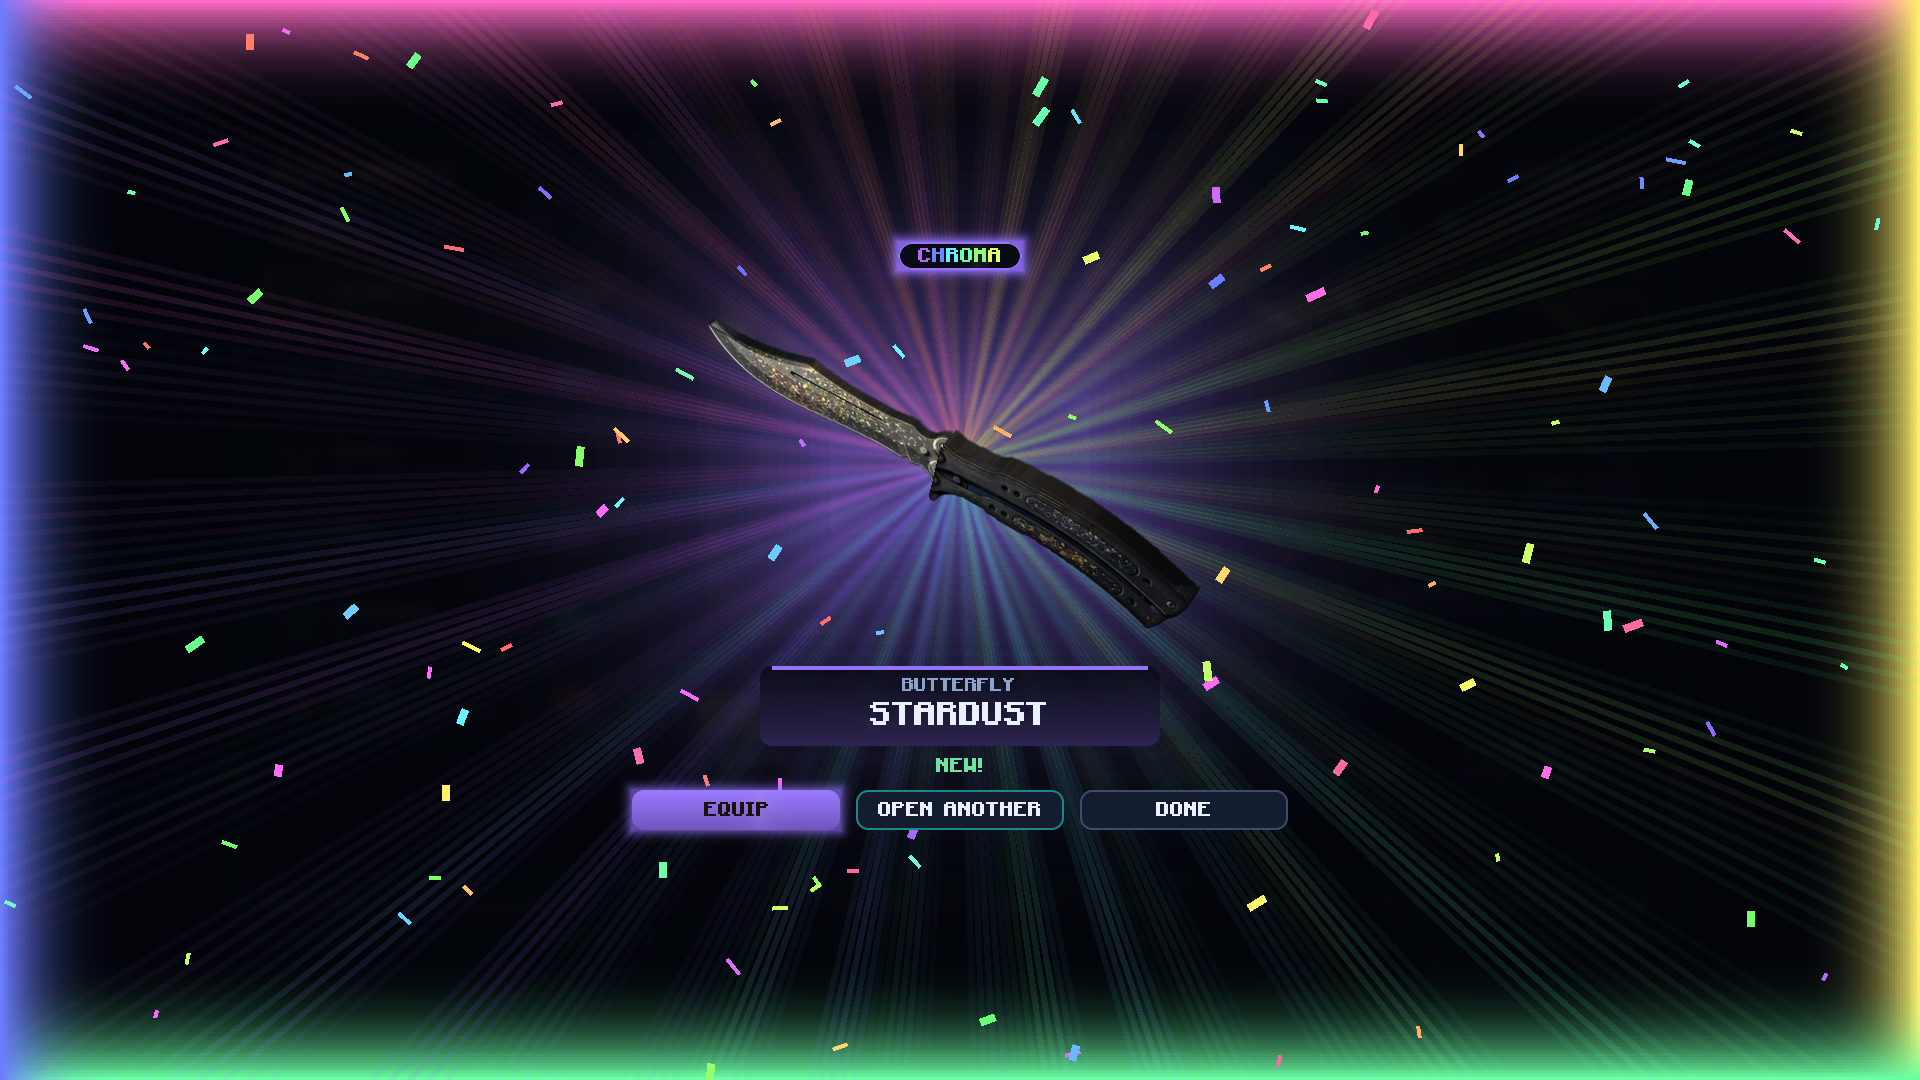 CHROMA
BUTTERFLY
STARDUST
NEW!
EQUIP
OPEN ANOTHER
DONE